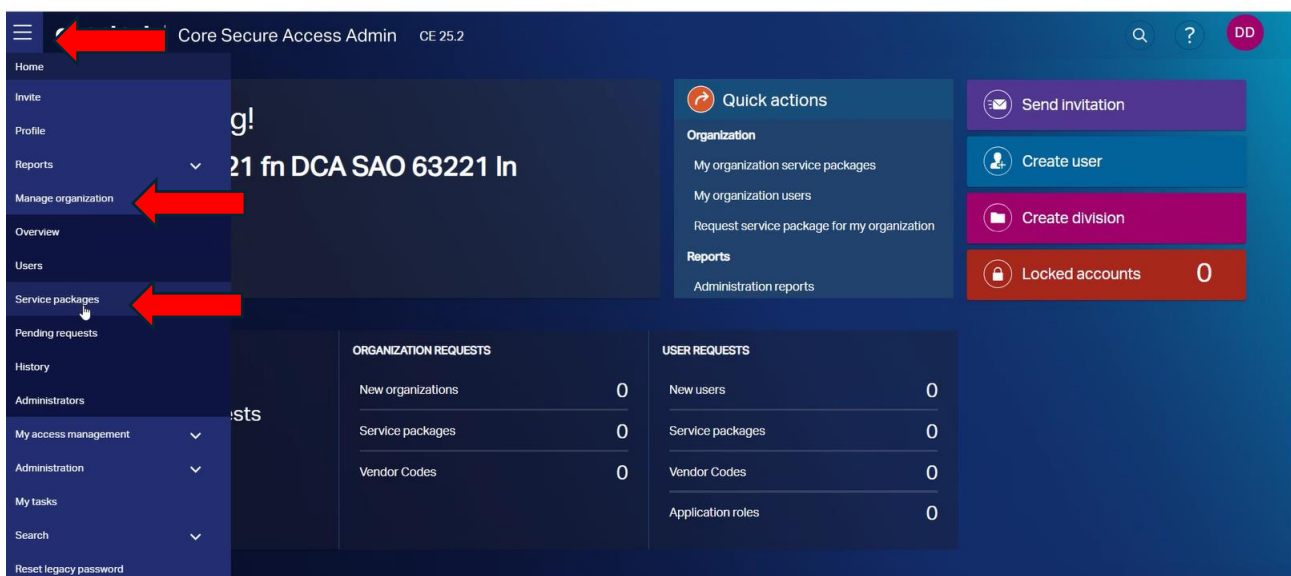 Core Secure Access Admin CE 25.2
?
DD
Home
Invite
Profile
Reports
Manage organization
Overview
Users
Service packages
Pending requests
History
Administrators
My access management
Administration
My tasks
Search
Reset legacy password
g!
21 fn DCA SAO 63221 ln
Quick actions
Organization
My organization service packages
My organization users
Request service package for my organization
Reports
Administration reports
Send invitation
Create user
Create division
Locked accounts 0
sts
ORGANIZATION REQUESTS
New organizations 0
Service packages 0
Vendor Codes 0
USER REQUESTS
New users 0
Service packages 0
Vendor Codes 0
Application roles 0